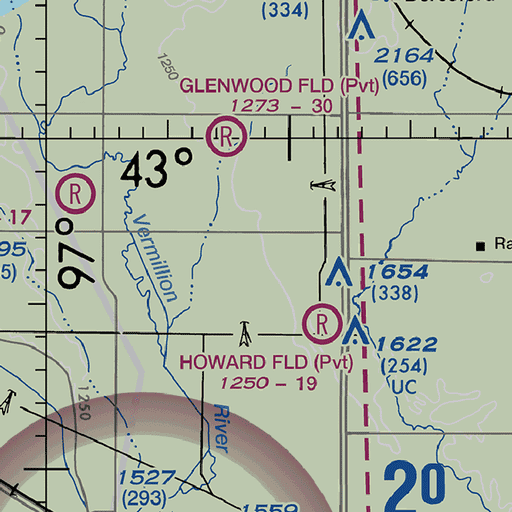 (334)
2164
(656)
1250
GLENWOOD FLD (Pvt)
1273 - 30
R
43°
R
17
97°
95
5)
Vermillion
1654
(338)
R
1622
(254)
UC
HOWARD FLD (Pvt)
1250 - 19
1250
River
1527
(293)
1559
20